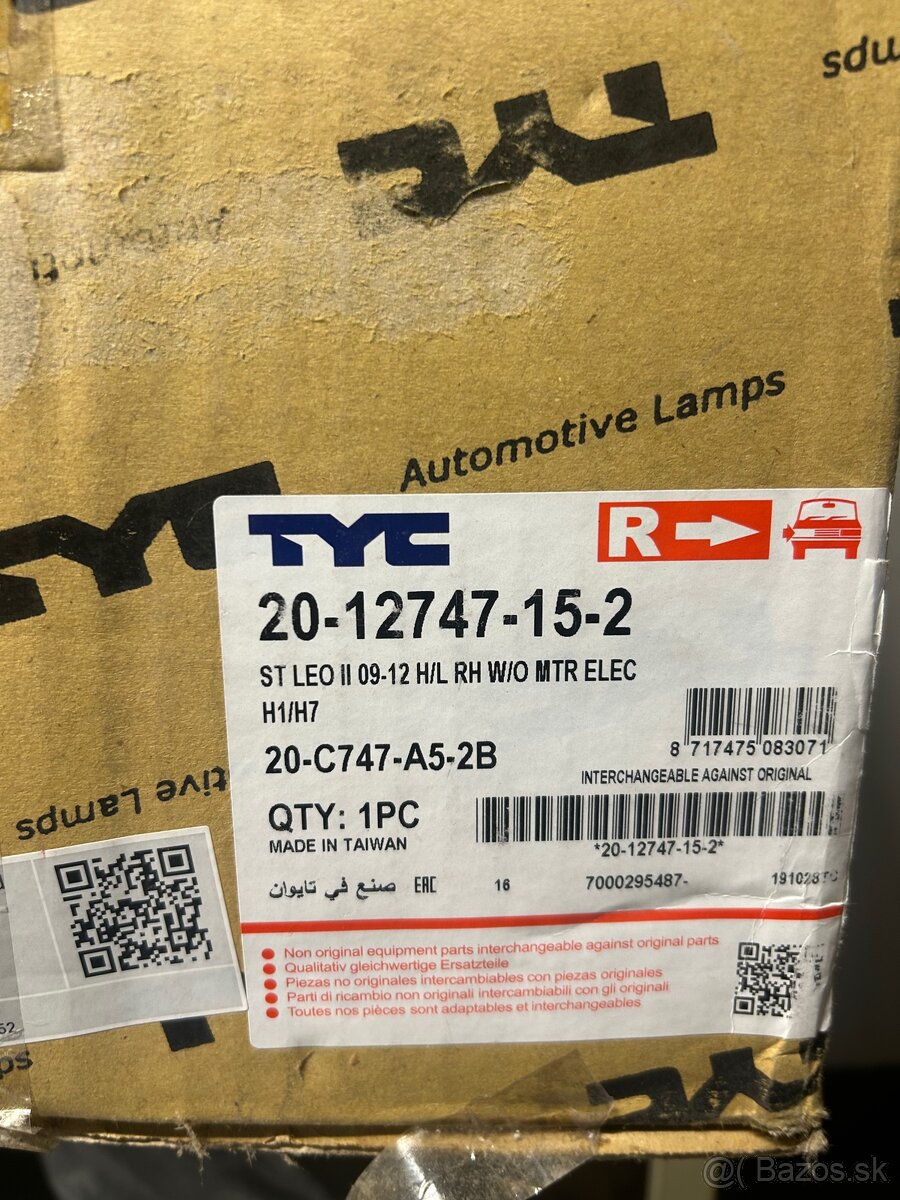 TYC
Automotive Lamps
TYC
TYC
R
20-12747-15-2
ST LEO II 09-12 H/L RH W/O MTR ELEC
H1/H7
8 717475 083071
20-C747-A5-2B
INTERCHANGEABLE AGAINST ORIGINAL
QTY: 1PC
MADE IN TAIWAN
*20-12747-15-2*
صنع في تايوان EAC 16 7000295487-
Lamps
Non original equipment parts interchangeable against original parts
Qualitativ gleichwertige Ersatzteile
Piezas no originales intercambiables con piezas originales
Parti di ricambio non originali intercambiabili con gli originali
Toutes nos pièces sont adaptables et interchangeables
TYC
@( Bazos.sk